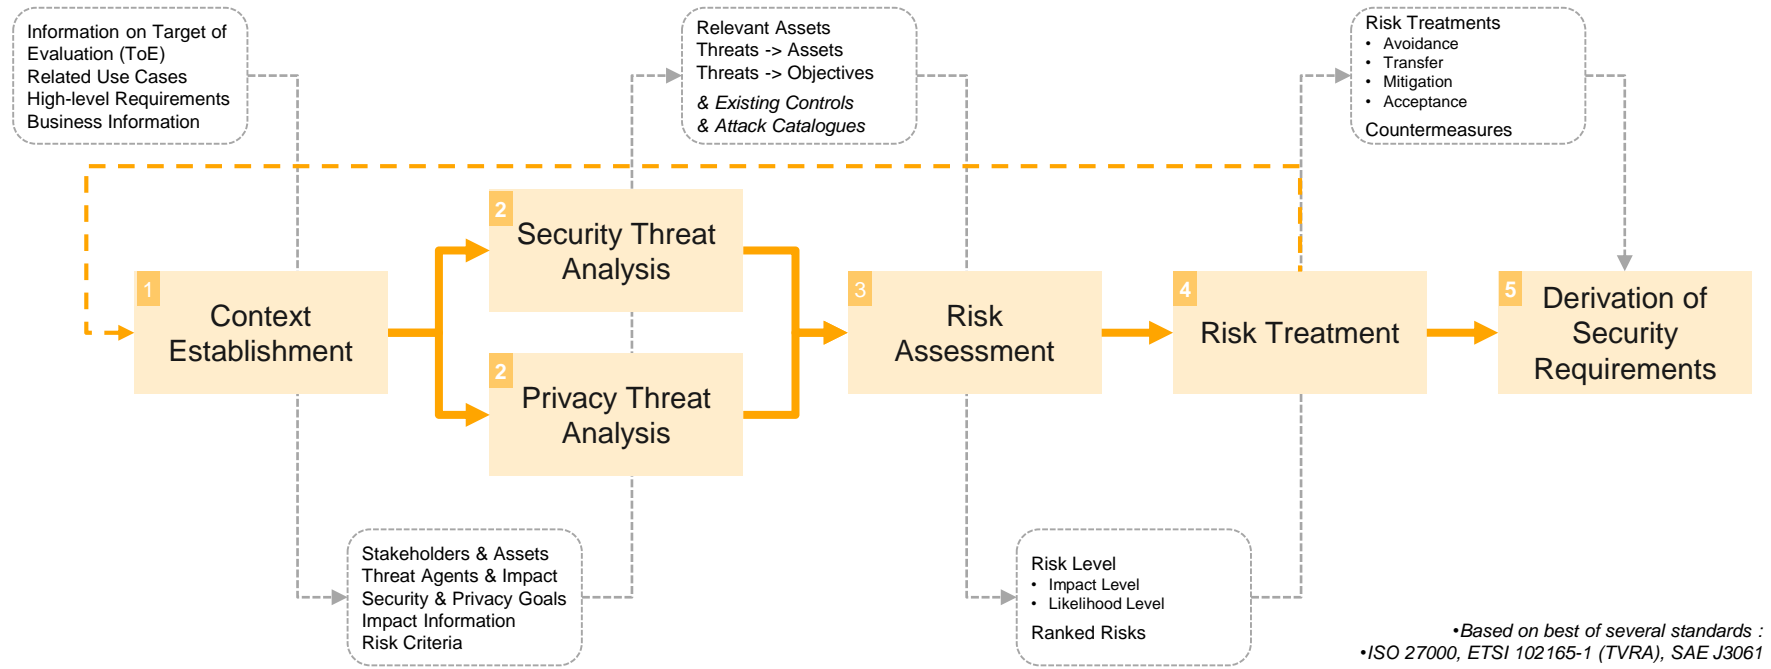 Information on Target of
Evaluation (ToE)
Related Use Cases
High-level Requirements
Business Information
Relevant Assets
Threats -> Assets
Threats -> Objectives
& Existing Controls
& Attack Catalogues
Risk Treatments
• Avoidance
• Transfer
• Mitigation
• Acceptance
Countermeasures
1
Context
Establishment
2
Security Threat
Analysis
2
Privacy Threat
Analysis
3
Risk
Assessment
4
Risk Treatment
5
Derivation of
Security
Requirements
Stakeholders & Assets
Threat Agents & Impact
Security & Privacy Goals
Impact Information
Risk Criteria
Risk Level
• Impact Level
• Likelihood Level
Ranked Risks
•Based on best of several standards :
•ISO 27000, ETSI 102165-1 (TVRA), SAE J3061